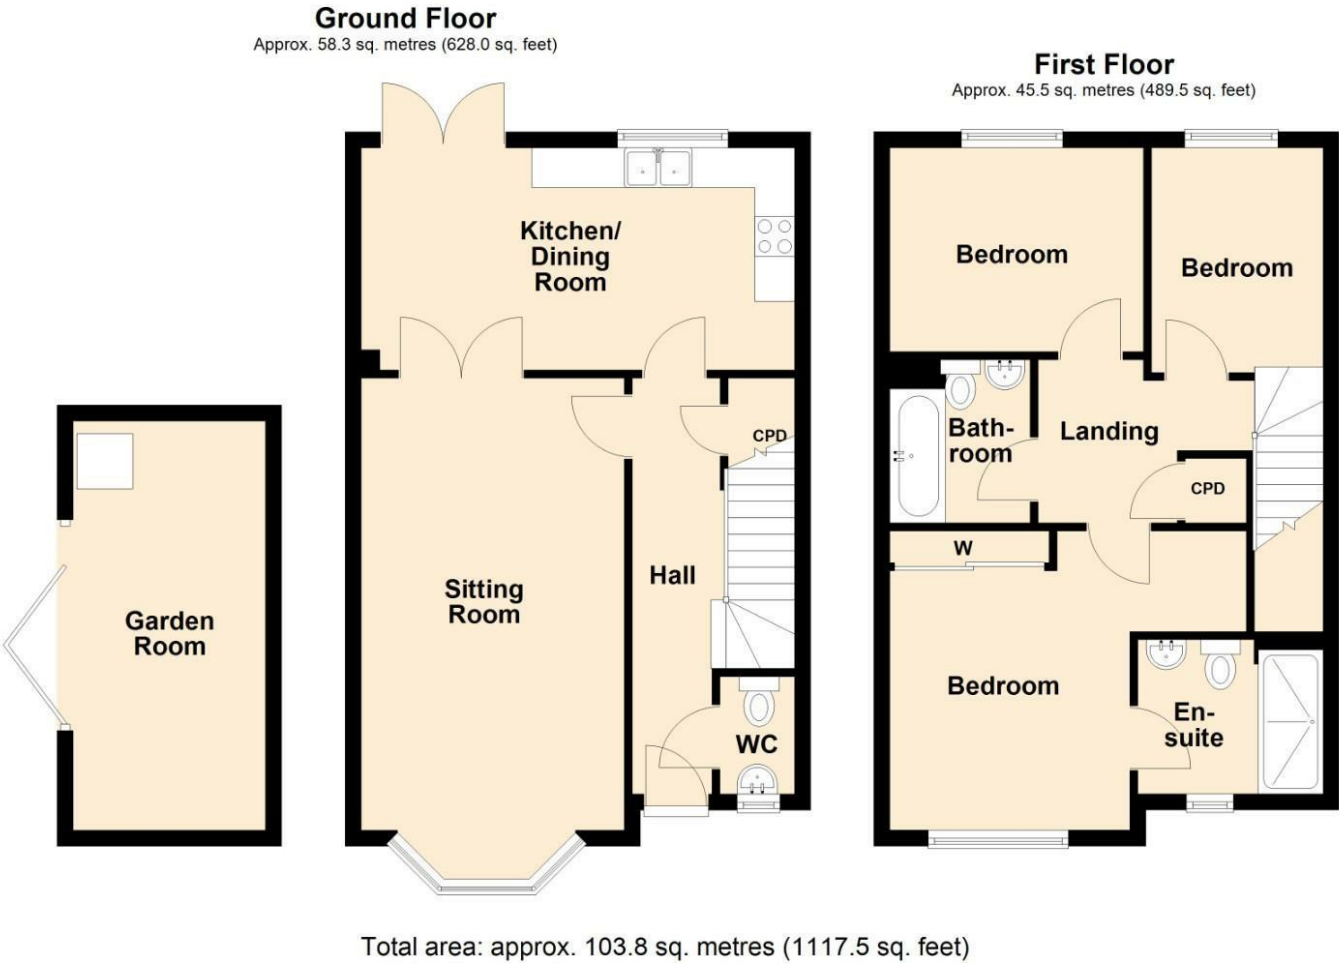 Ground Floor
Approx. 58.3 sq. metres (628.0 sq. feet)
Kitchen/
Dining
Room
CPD
Sitting
Room
Hall
Garden
Room
WC
First Floor
Approx. 45.5 sq. metres (489.5 sq. feet)
Bedroom
Bedroom
Bath-
room
Landing
CPD
W
Bedroom
En-
suite
Total area: approx. 103.8 sq. metres (1117.5 sq. feet)